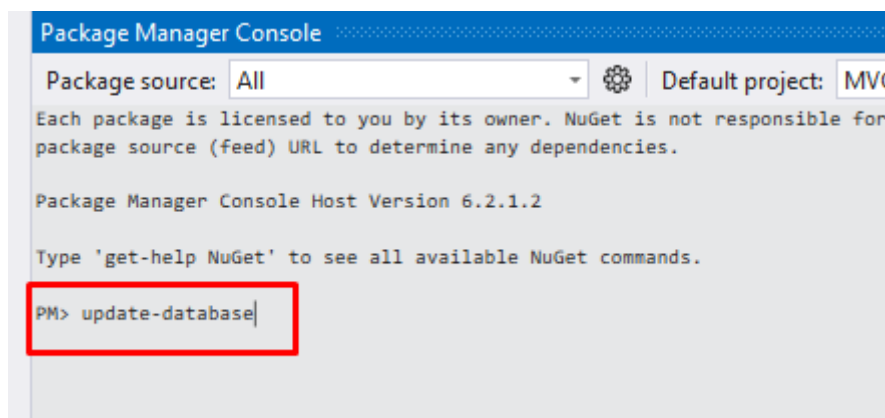 Package Manager Console
Package source: All Default project: MVC
Each package is licensed to you by its owner. NuGet is not responsible for
package source (feed) URL to determine any dependencies.
Package Manager Console Host Version 6.2.1.2
Type 'get-help NuGet' to see all available NuGet commands.
PM> update-database